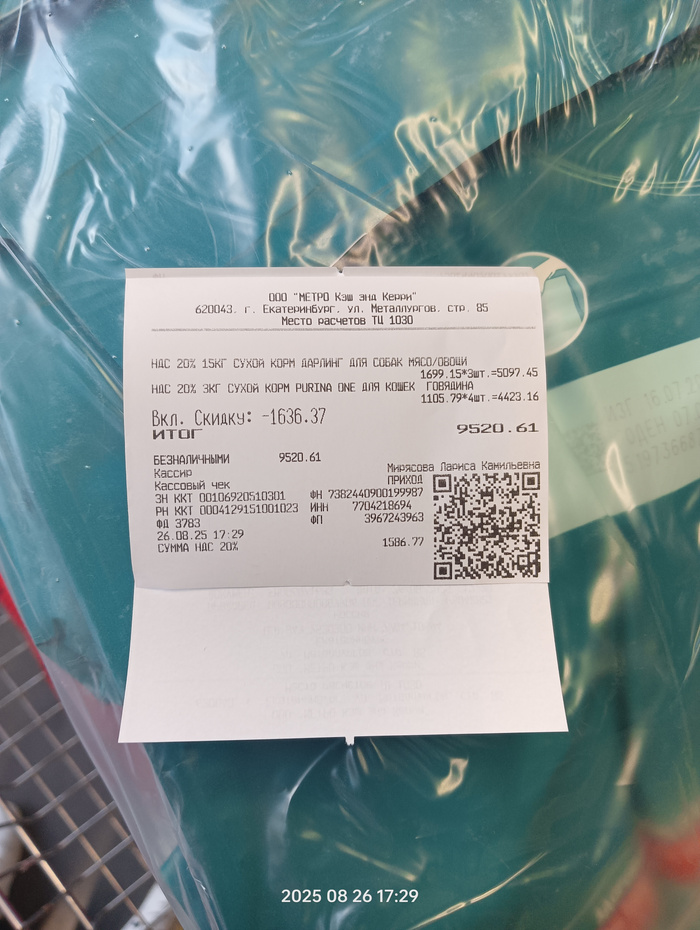 ООО "МЕТРО Кэш энд Керри"
620043, г. Екатеринбург, ул. Металлургов, стр. 85
Место расчетов ТЦ 1030
НДС 20% 15КГ СУХОЙ КОРМ ДАРЛИНГ ДЛЯ СОБАК МЯСО/ОВОЩИ
1699.15*3шт.=5097.45
НДС 20% 3КГ СУХОЙ КОРМ PURINA ONE ДЛЯ КОШЕК ГОВЯДИНА
1105.79*4шт.=4423.16
Вкл. Скидку: -1636.37
ИТОГ 9520.61
БЕЗНАЛИЧНЫМИ 9520.61
Кассир Мирясова Лариса Камильевна
Кассовый чек ПРИХОД
ЗН ККТ 00106920510301 ФН 7382440900199987
РН ККТ 0004129151001023 ИНН 7704218694
ФД 3783 ФП 3967243963
26.08.25 17:29
СУММА НДС 20% 1586.77
2025 08 26 17:29